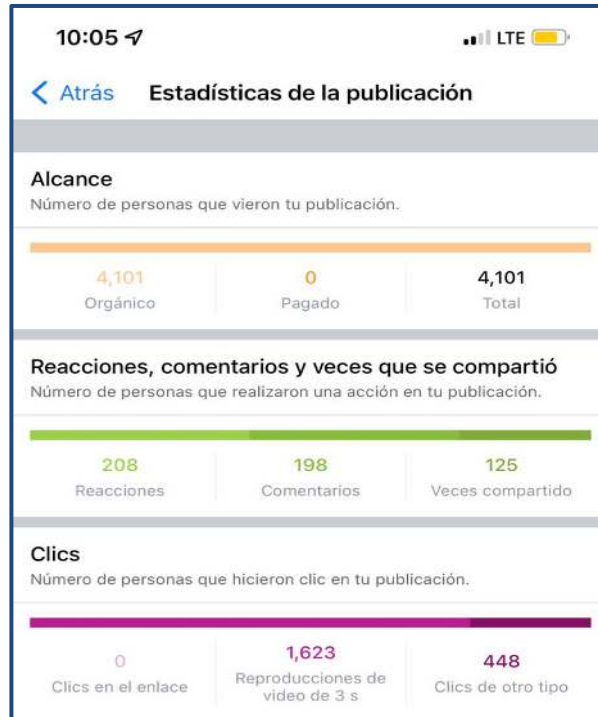 10:05
LTE
Atrás Estadísticas de la publicación
Alcance
Número de personas que vieron tu publicación.
4,101 0 4,101
Orgánico Pagado Total
Reacciones, comentarios y veces que se compartió
Número de personas que realizaron una acción en tu publicación.
208 198 125
Reacciones Comentarios Veces compartido
Clics
Número de personas que hicieron clic en tu publicación.
0 1,623 448
Clics en el enlace Reproducciones de video de 3 s Clics de otro tipo